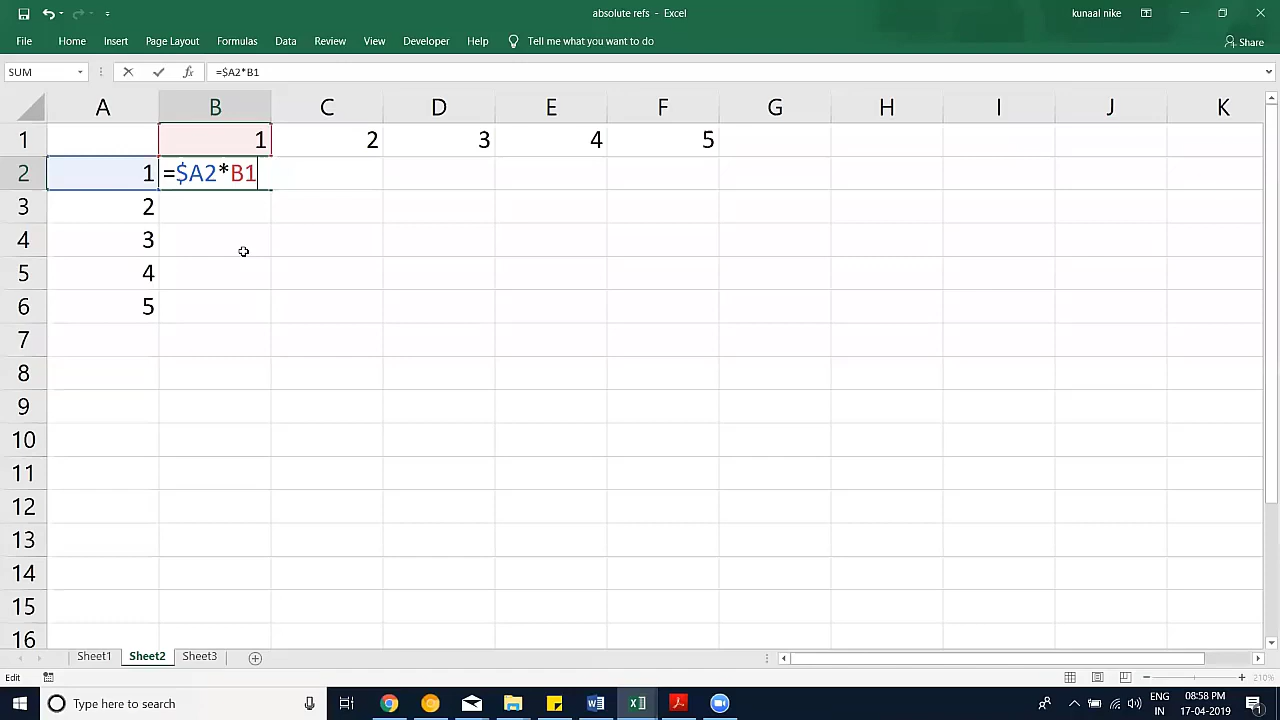 absolute refs - Excel
kunaal nike
File Home Insert Page Layout Formulas Data Review View Developer Help Tell me what you want to do Share
SUM fx =$A2*B1
A B C D E F G H I J K
1 1 2 3 4 5
2 1 =$A2*B1
3 2
4 3
5 4
6 5
7
8
9
10
11
12
13
14
15
16
Sheet1 Sheet2 Sheet3
Edit 210%
Type here to search ENG 08:58 PM
IN 17-04-2019 1